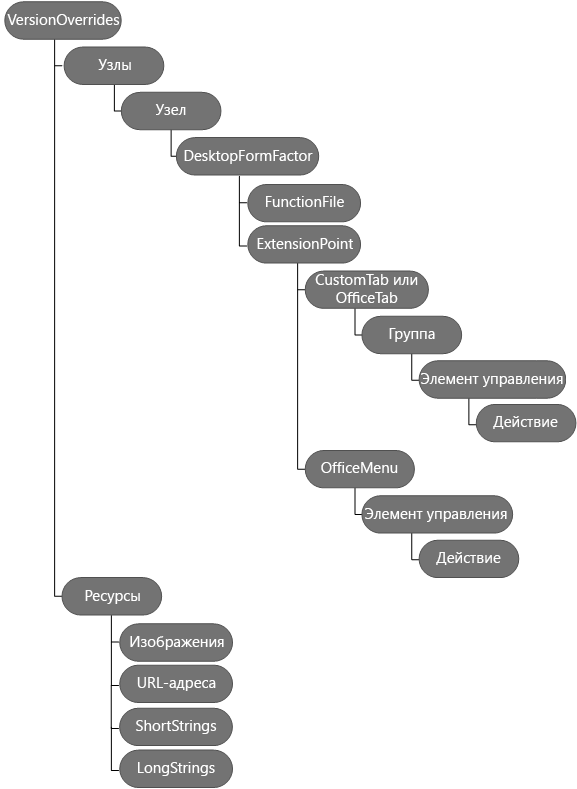 VersionOverrides
Узлы
Узел
DesktopFormFactor
FunctionFile
ExtensionPoint
CustomTab или
OfficeTab
Группа
Элемент управления
Действие
OfficeMenu
Элемент управления
Действие
Ресурсы
Изображения
URL-адреса
ShortStrings
LongStrings